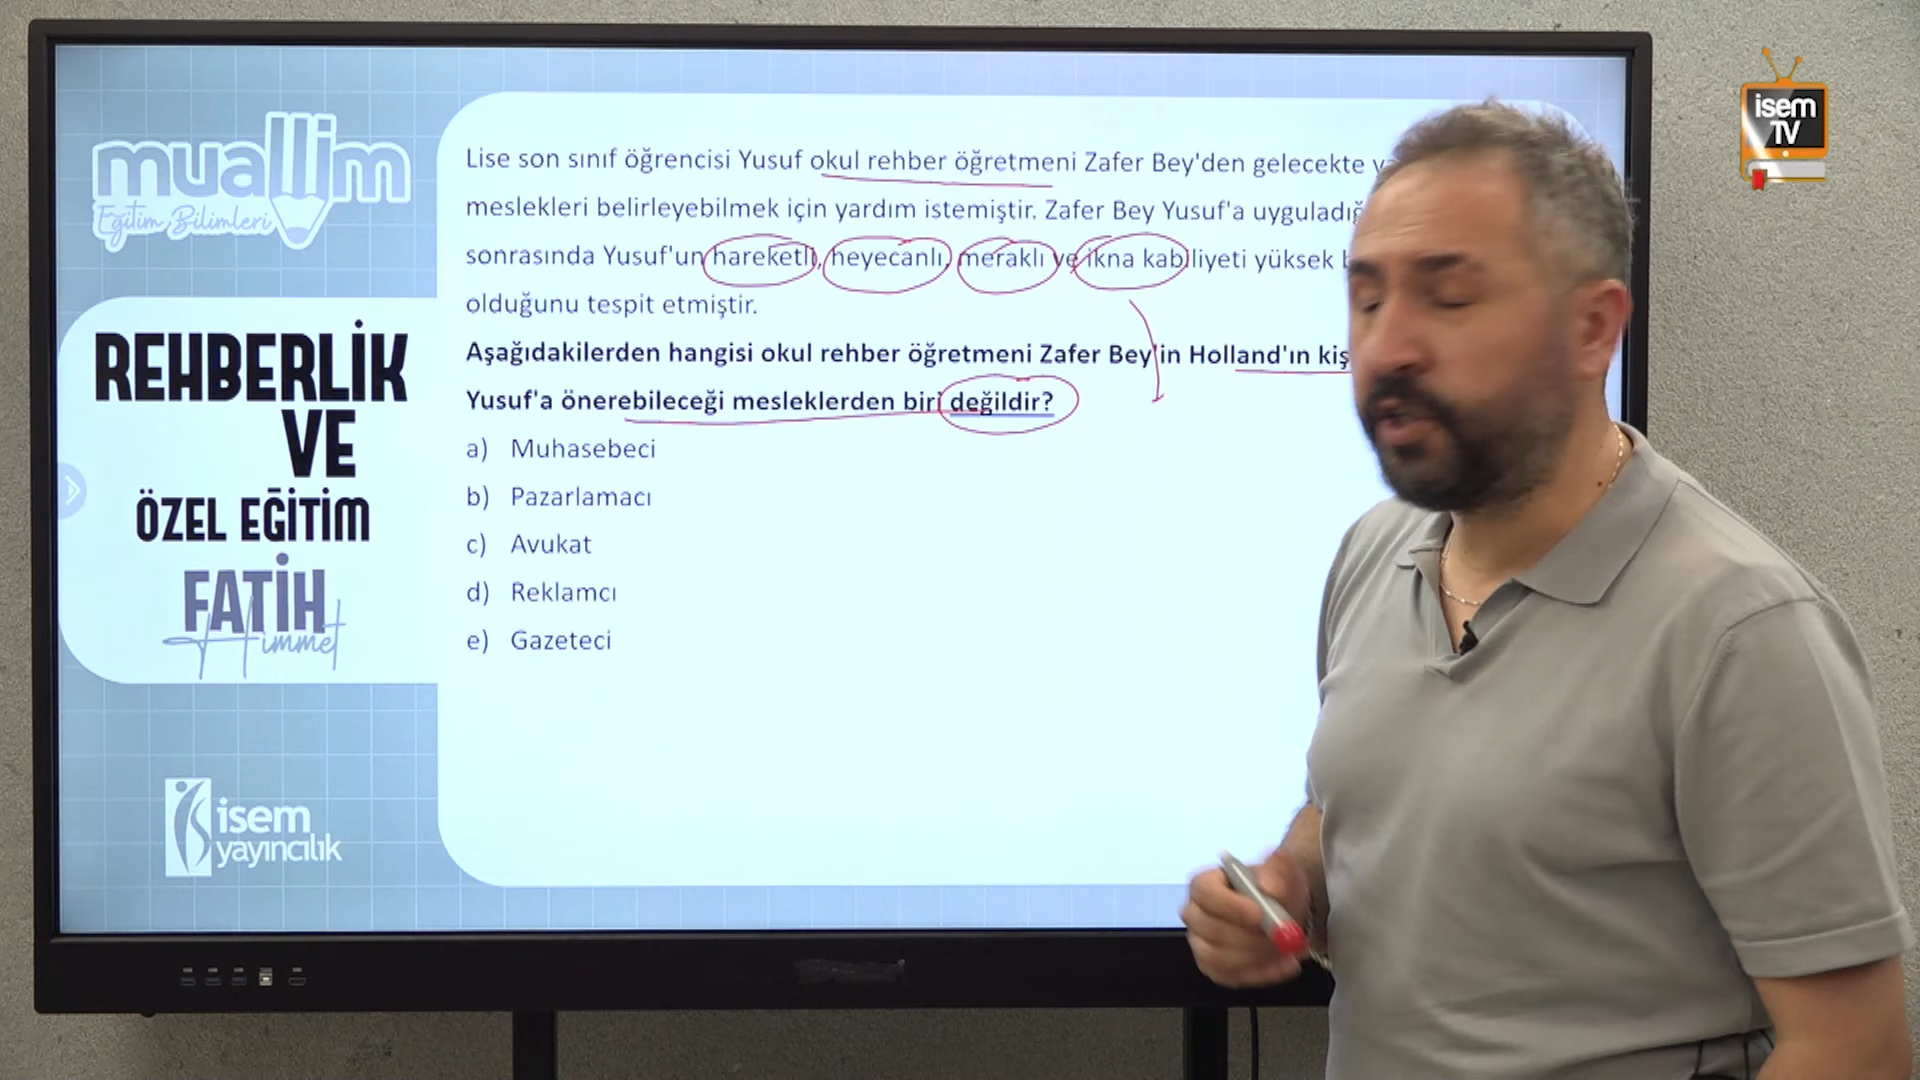 isem
TV
muallim
Eğitim Bilimleri
REHBERLİK
VE
ÖZEL EĞİTİM
FATİH
Himmet
isem
yayıncılık
Lise son sınıf öğrencisi Yusuf okul rehber öğretmeni Zafer Bey'den gelecekte
meslekleri belirleyebilmek için yardım istemiştir. Zafer Bey Yusuf'a
sonrasında Yusuf'un hareketli, heyecanlı, meraklı ve ikna kabiliyeti yüksek
olduğunu tespit etmiştir.
Aşağıdakilerden hangisi okul rehber öğretmeni Zafer Bey'in Holland'ın
Yusuf'a önerebileceği mesleklerden biri değildir?
a) Muhasebeci
b) Pazarlamacı
c) Avukat
d) Reklamcı
e) Gazeteci